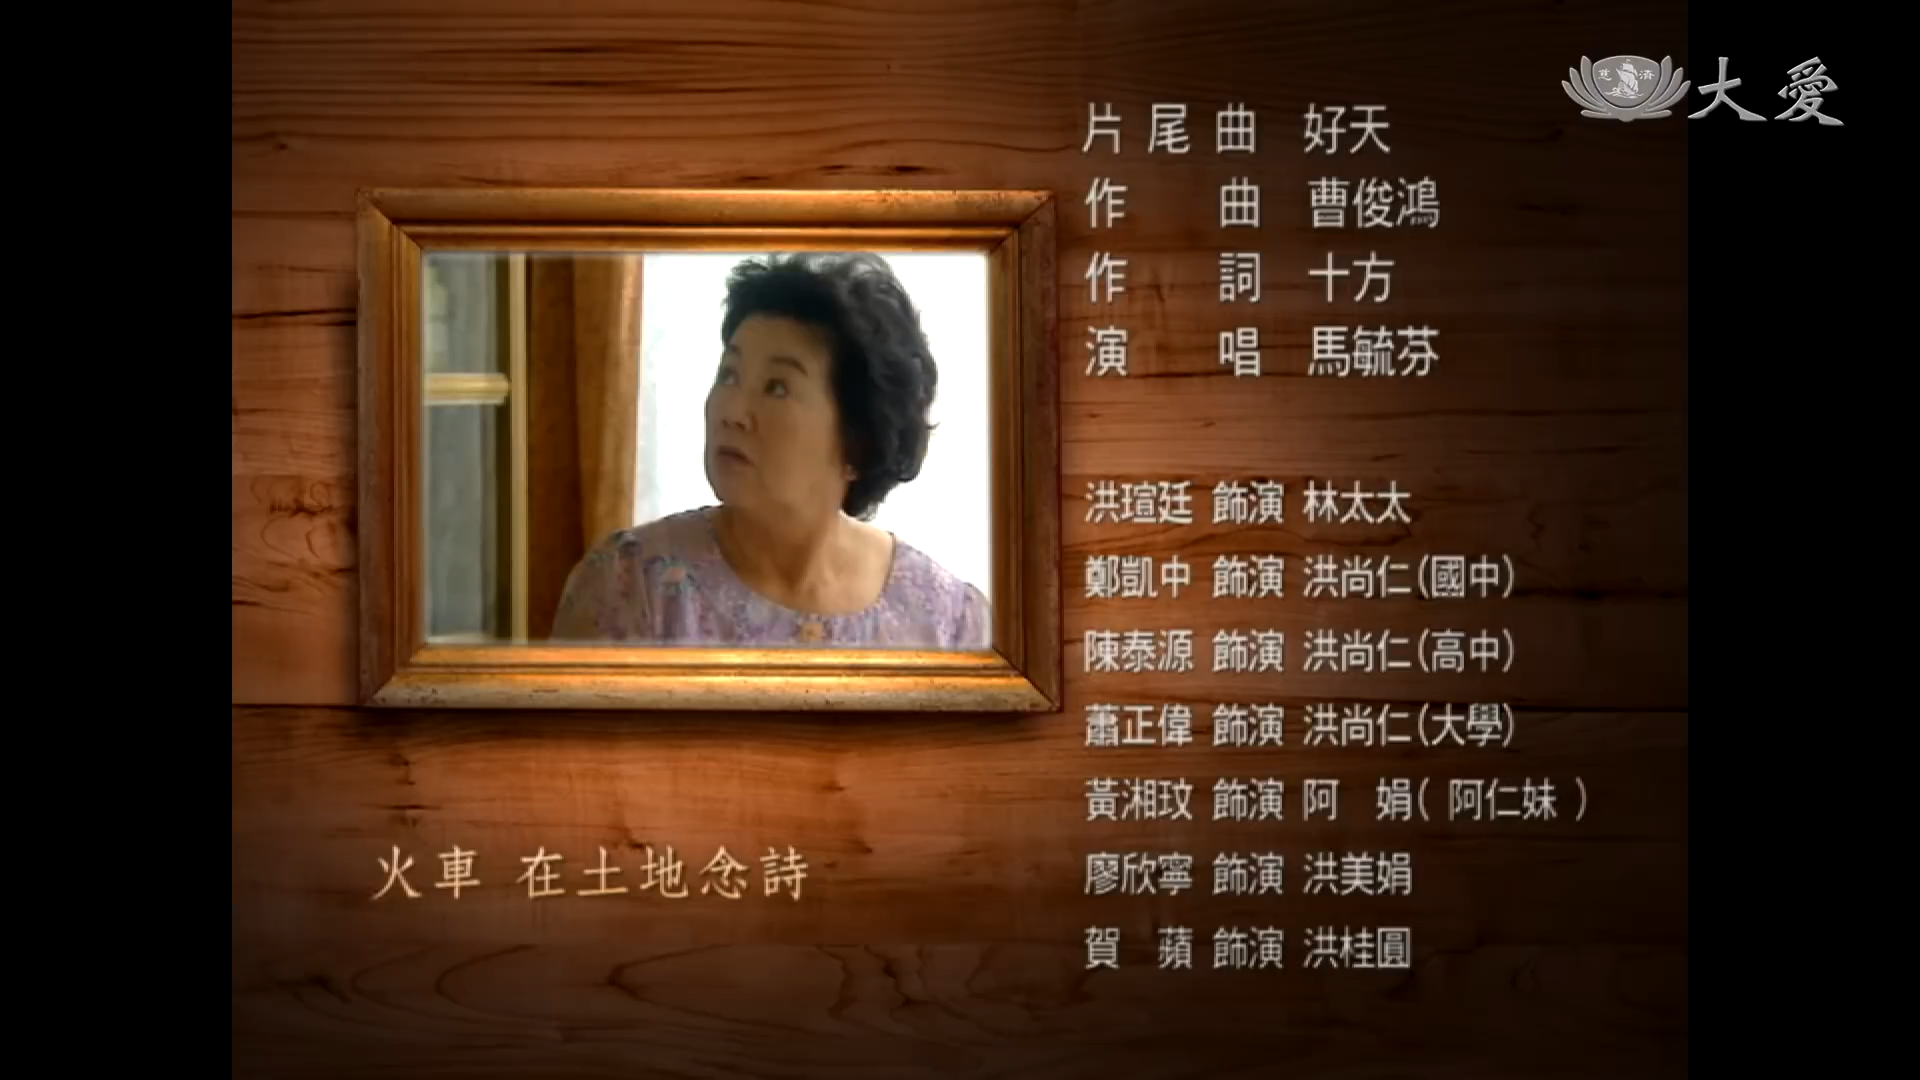 慈濟
大愛
片尾曲 好天
作曲 曹俊鴻
作詞 十方
演唱 馬毓芬
洪瑄廷 飾演 林太太
鄭凱中 飾演 洪尚仁(國中)
陳泰源 飾演 洪尚仁(高中)
蕭正偉 飾演 洪尚仁(大學)
黃湘玟 飾演 阿 娟( 阿仁妹 )
廖欣寧 飾演 洪美娟
賀 蘋 飾演 洪桂圓
火車 在土地念詩